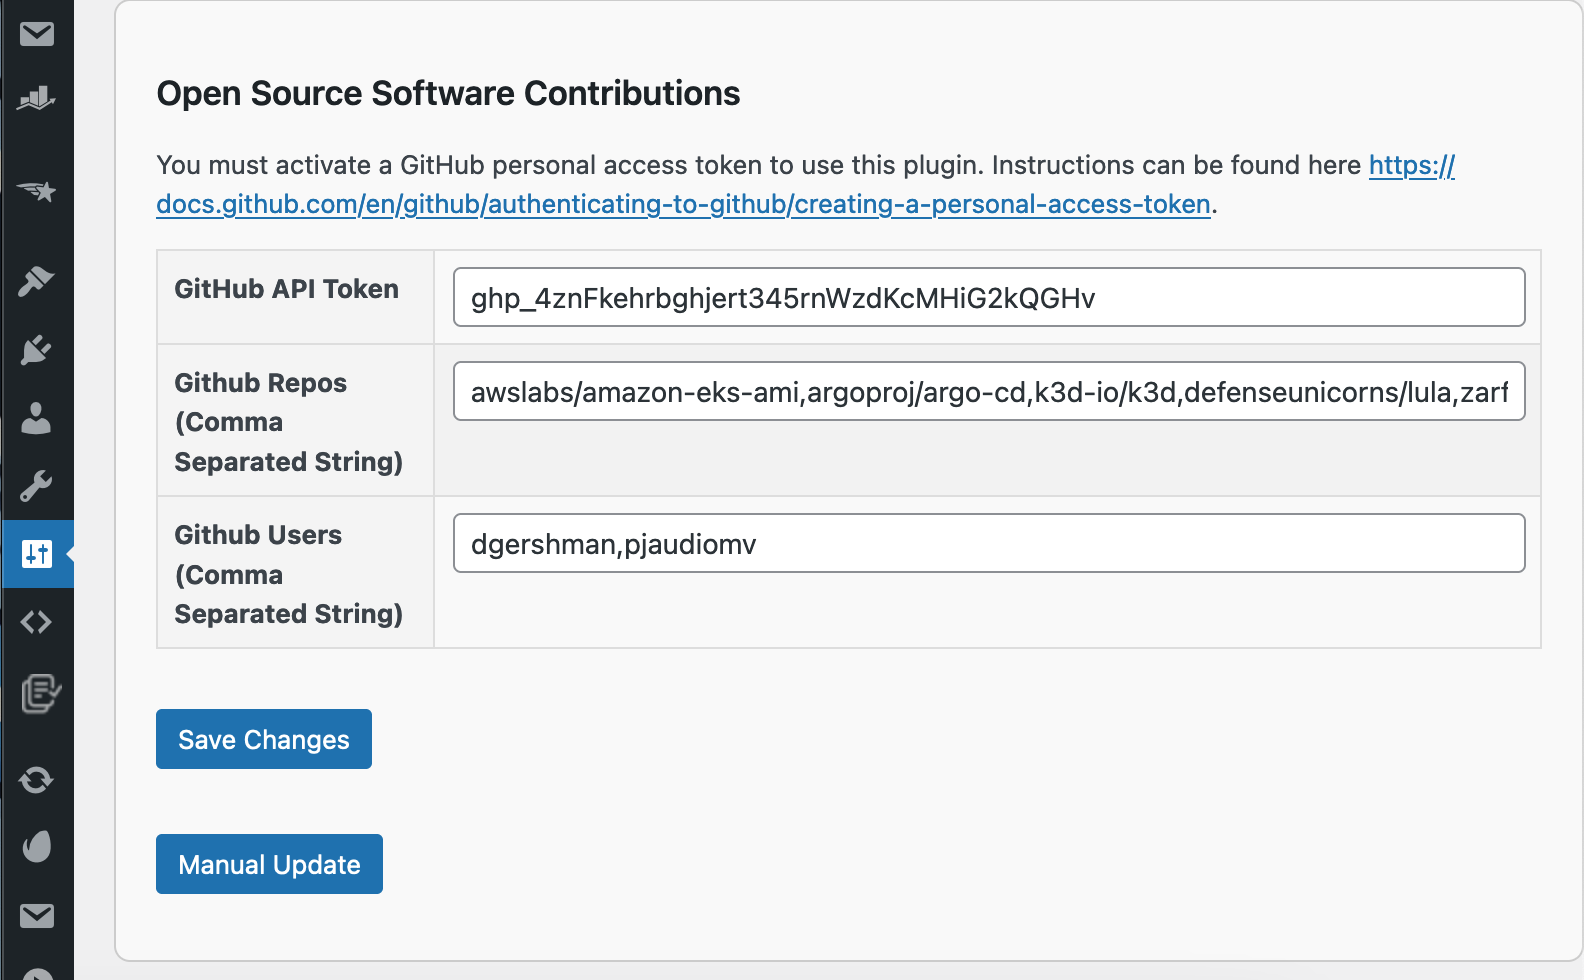 Open Source Software Contributions
You must activate a GitHub personal access token to use this plugin. Instructions can be found here https://
docs.github.com/en/github/authenticating-to-github/creating-a-personal-access-token.
GitHub API Token
ghp_4znFkehrbghjert345rnWzdKcMHiG2kQGHv
Github Repos
(Comma
Separated String)
awslabs/amazon-eks-ami,argoproj/argo-cd,k3d-io/k3d,defenseunicorns/lula,zarf
Github Users
(Comma
Separated String)
dgershman,pjaudiomv
Save Changes
Manual Update